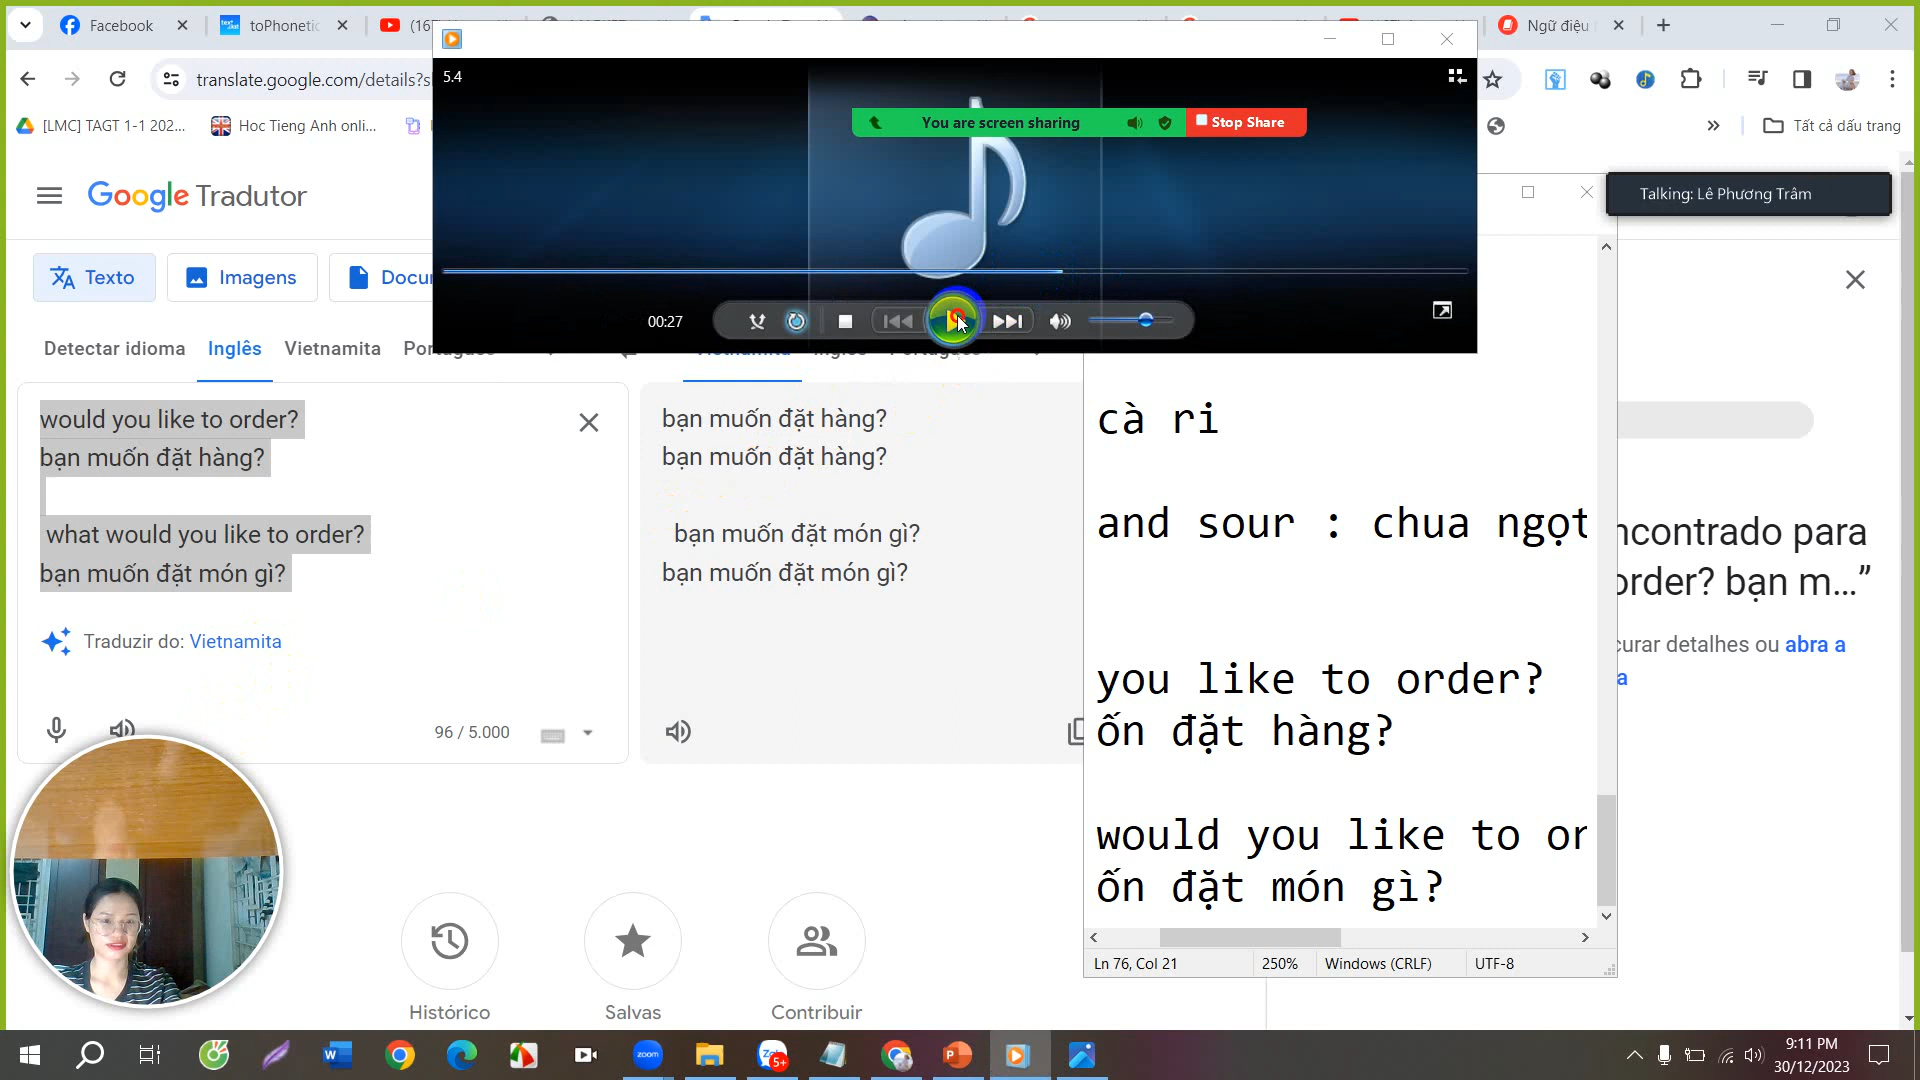 Facebook
toPhonetic
5.4
You are screen sharing
Stop Share
Ngữ điệu
translate.google.com/details?s
[LMC] TAGT 1-1 202...
Hoc Tieng Anh onli...
Tất cả dấu trang
Talking: Lê Phương Trâm
Google Tradutor
Texto
Imagens
Docu
00:27
Detectar idioma
Inglês
Vietnamita
would you like to order?
bạn muốn đặt hàng?
what would you like to order?
bạn muốn đặt món gì?
Traduzir do: Vietnamita
96 / 5.000
bạn muốn đặt hàng?
bạn muốn đặt hàng?
bạn muốn đặt món gì?
bạn muốn đặt món gì?
cà ri
and sour : chua ngọt
you like to order?
ốn đặt hàng?
would you like to or
ốn đặt món gì?
Ln 76, Col 21
250%
Windows (CRLF)
UTF-8
ncontrado para
order? bạn m...”
curar detalhes ou abra a
a
Histórico
Salvas
Contribuir
zoom
5+
9:11 PM
30/12/2023